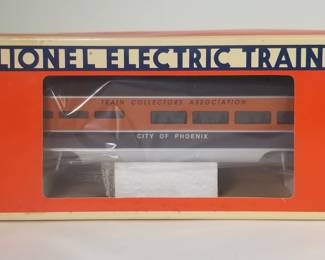 LIONEL ELECTRIC TRAIN
TRAIN COLLECTORS ASSOCIATION
CITY OF PHOENIX